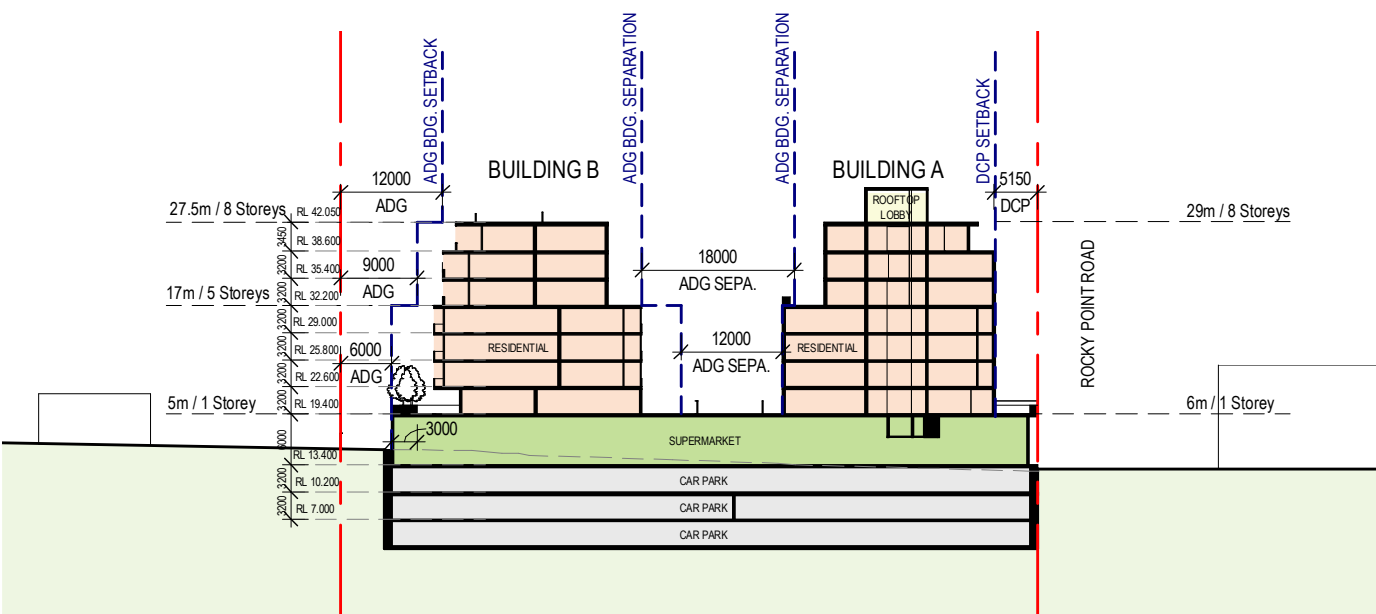 ADG BDG. SETBACK
ADG BDG. SEPARATION
ADG BDG. SEPARATION
DCP SETBACK
BUILDING B
BUILDING A
12000
ADG
5150
DCP
ROOFTOP
LOBBY
27.5m / 8 Storeys
29m / 8 Storeys
RL 42.050
3450
RL 38.600
3200
RL 35.400
3200
RL 32.200
3200
RL 29.000
3200
RL 25.800
3200
RL 22.600
3200
RL 19.400
6000
RL 13.400
3200
RL 10.200
3200
RL 7.000
9000
ADG
18000
ADG SEPA.
17m / 5 Storeys
6000
ADG
RESIDENTIAL
12000
ADG SEPA.
RESIDENTIAL
ROCKY POINT ROAD
5m / 1 Storey
6m / 1 Storey
3000
SUPERMARKET
CAR PARK
CAR PARK
CAR PARK